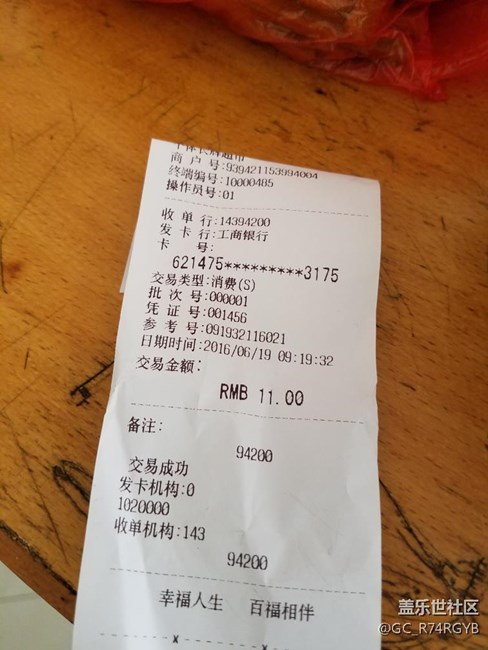 商 户 号:939421153994004
终端编号:10000485
操作员号:01
收 单 行:14394200
发 卡 行:工商银行
卡 号:
621475*********3175
交易类型:消费(S)
批 次 号:000001
凭 证 号:001456
参 考 号:091932116021
日期时间:2016/06/19 09:19:32
交易金额:
RMB 11.00
备注:
94200
交易成功
发卡机构:0
1020000
收单机构:143
94200
幸福人生 百福相伴
盖乐世社区
@GC_R74RGYB